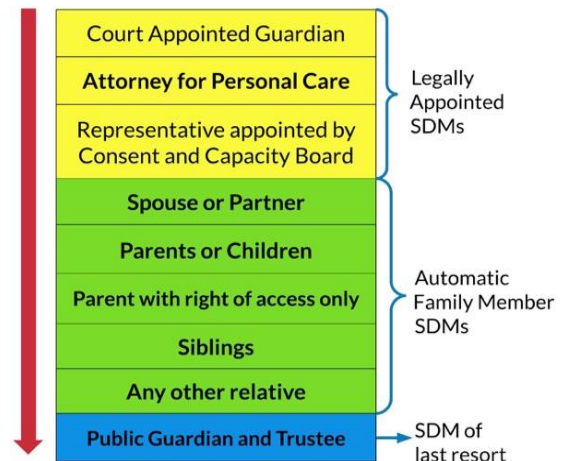 Court Appointed Guardian
Attorney for Personal Care
Representative appointed by
Consent and Capacity Board
Legally
Appointed
SDMs
Spouse or Partner
Parents or Children
Parent with right of access only
Siblings
Any other relative
Automatic
Family Member
SDMs
Public Guardian and Trustee
SDM of
last resort